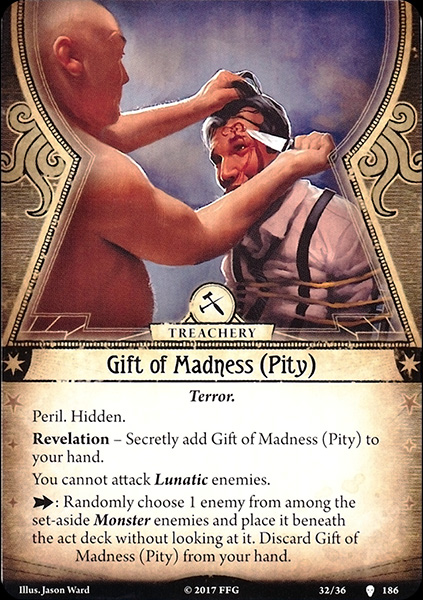 TREACHERY
Gift of Madness (Pity)
Terror.
Peril. Hidden.
Revelation – Secretly add Gift of Madness (Pity) to
your hand.
You cannot attack Lunatic enemies.
: Randomly choose 1 enemy from among the
set-aside Monster enemies and place it beneath
the act deck without looking at it. Discard Gift of
Madness (Pity) from your hand.
Illus. Jason Ward © 2017 FFG 32/36 186